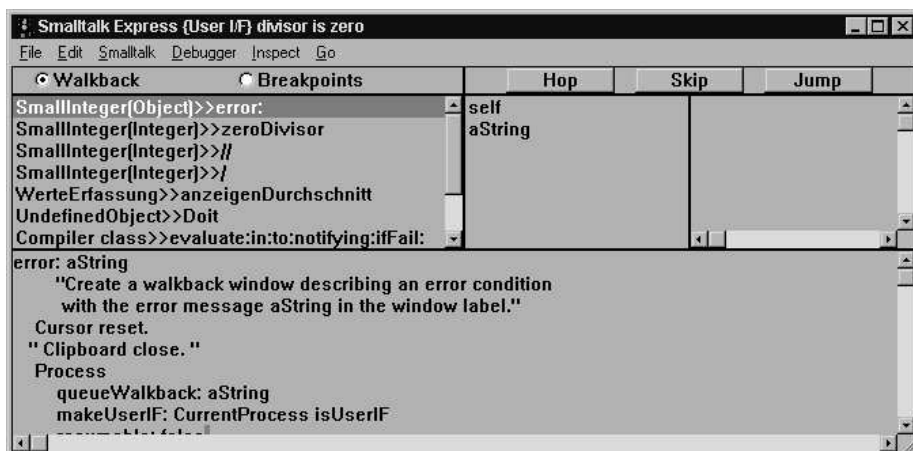 Smalltalk Express {User I/F} divisor is zero
File Edit Smalltalk Debugger Inspect Go
Walkback Breakpoints Hop Skip Jump
SmallInteger(Object)>>error:
SmallInteger(Integer)>>zeroDivisor
SmallInteger(Integer)>>//
SmallInteger(Integer)>>/
WerteErfassung>>anzeigenDurchschnitt
UndefinedObject>>Doit
Compiler class>>evaluate:in:to:notifying:ifFail:
self
aString
error: aString
"Create a walkback window describing an error condition
with the error message aString in the window label."
Cursor reset.
" Clipboard close. "
Process
queueWalkback: aString
makeUserIF: CurrentProcess isUserIF